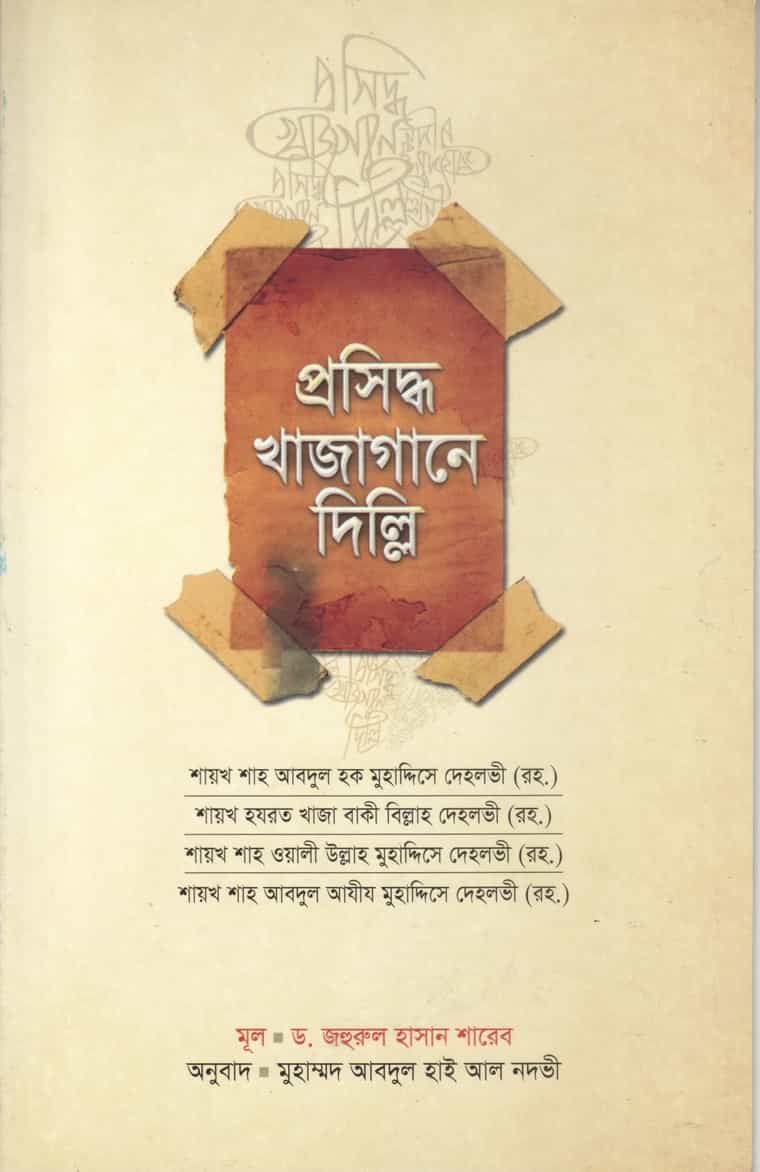 প্রসিদ্ধ
খাজাগানে
দিল্লি
শায়খ শাহ আবদুল হক মুহাদ্দিসে দেহলভী (রহ.)
শায়খ হযরত খাজা বাকী বিল্লাহ দেহলভী (রহ.)
শায়খ শাহ ওয়ালী উল্লাহ মুহাদ্দিসে দেহলভী (রহ.)
শায়খ শাহ আবদুল আযীয মুহাদ্দিসে দেহলভী (রহ.)
মূল ■ ড. জহুরুল হাসান শারেব
অনুবাদ ■ মুহাম্মদ আবদুল হাই আল নদভী